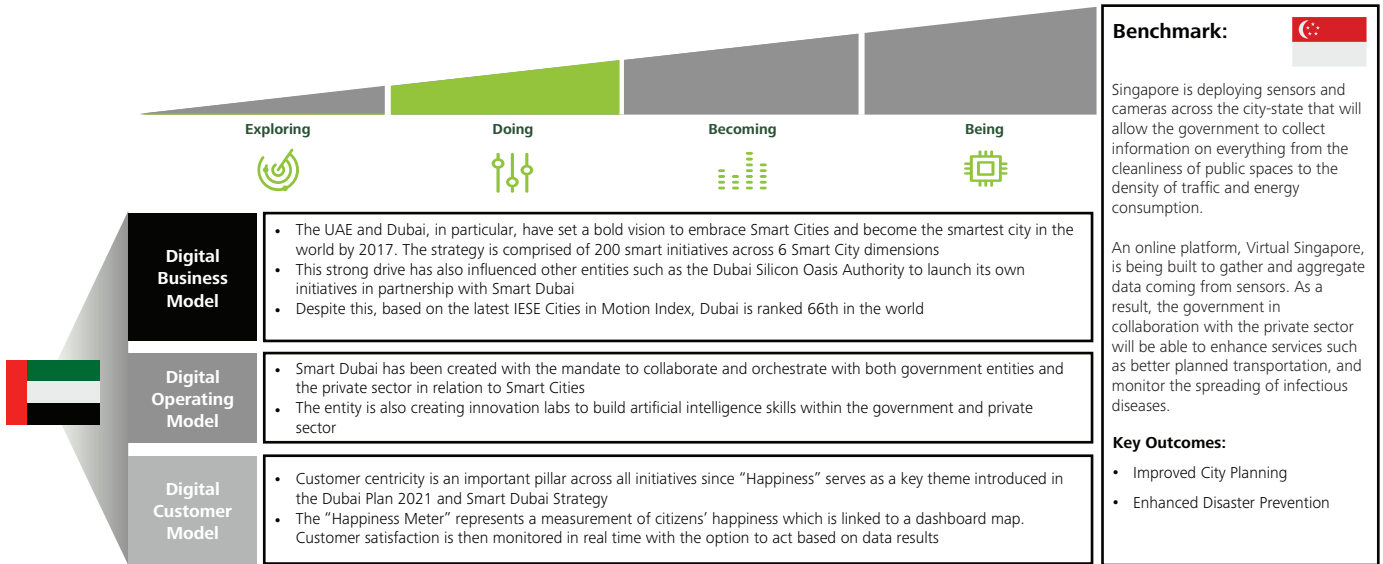 Exploring
Doing
Becoming
Being
Digital
Business
Model
• The UAE and Dubai, in particular, have set a bold vision to embrace Smart Cities and become the smartest city in the
world by 2017. The strategy is comprised of 200 smart initiatives across 6 Smart City dimensions
• This strong drive has also influenced other entities such as the Dubai Silicon Oasis Authority to launch its own
initiatives in partnership with Smart Dubai
• Despite this, based on the latest IESE Cities in Motion Index, Dubai is ranked 66th in the world
Digital
Operating
Model
• Smart Dubai has been created with the mandate to collaborate and orchestrate with both government entities and
the private sector in relation to Smart Cities
• The entity is also creating innovation labs to build artificial intelligence skills within the government and private
sector
Digital
Customer
Model
• Customer centricity is an important pillar across all initiatives since “Happiness” serves as a key theme introduced in
the Dubai Plan 2021 and Smart Dubai Strategy
• The “Happiness Meter” represents a measurement of citizens’ happiness which is linked to a dashboard map.
Customer satisfaction is then monitored in real time with the option to act based on data results
Benchmark:
Singapore is deploying sensors and
cameras across the city-state that will
allow the government to collect
information on everything from the
cleanliness of public spaces to the
density of traffic and energy
consumption.
An online platform, Virtual Singapore,
is being built to gather and aggregate
data coming from sensors. As a
result, the government in
collaboration with the private sector
will be able to enhance services such
as better planned transportation, and
monitor the spreading of infectious
diseases.
Key Outcomes:
• Improved City Planning
• Enhanced Disaster Prevention